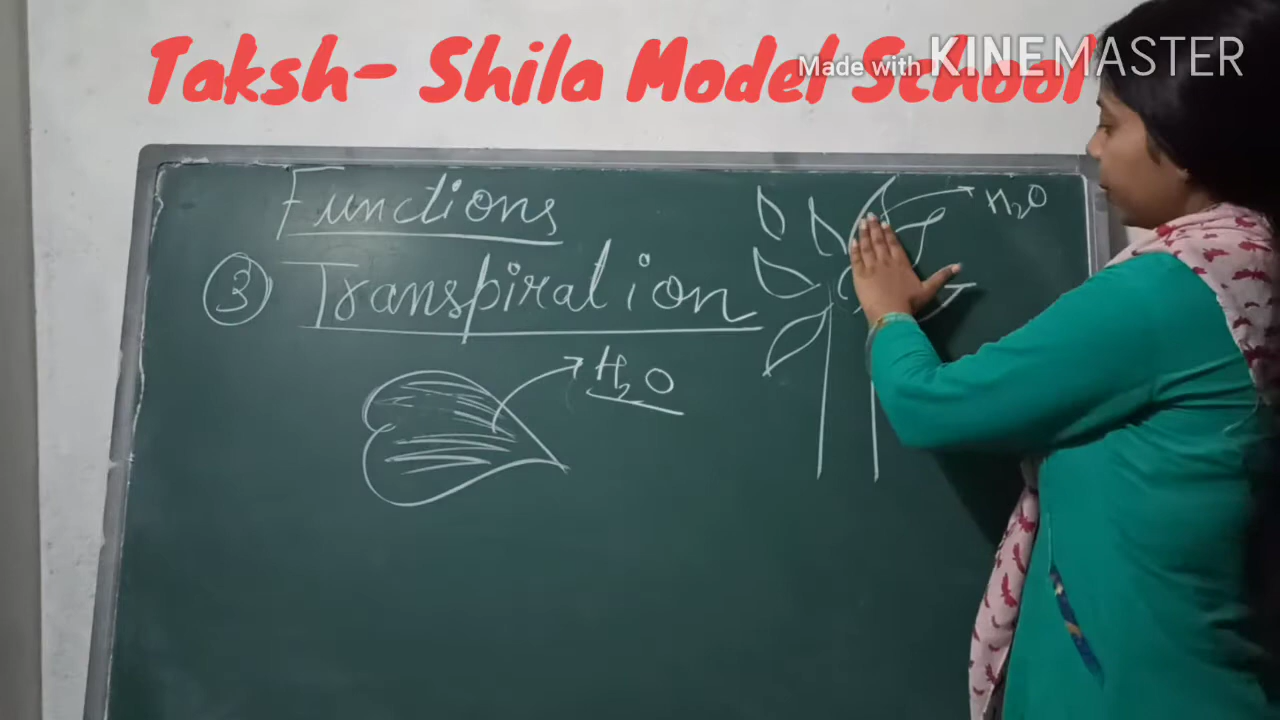 Taksh- Shila Model School
Made with KINEMASTER
Functions
H₂O
③ Transpiration
H₂O